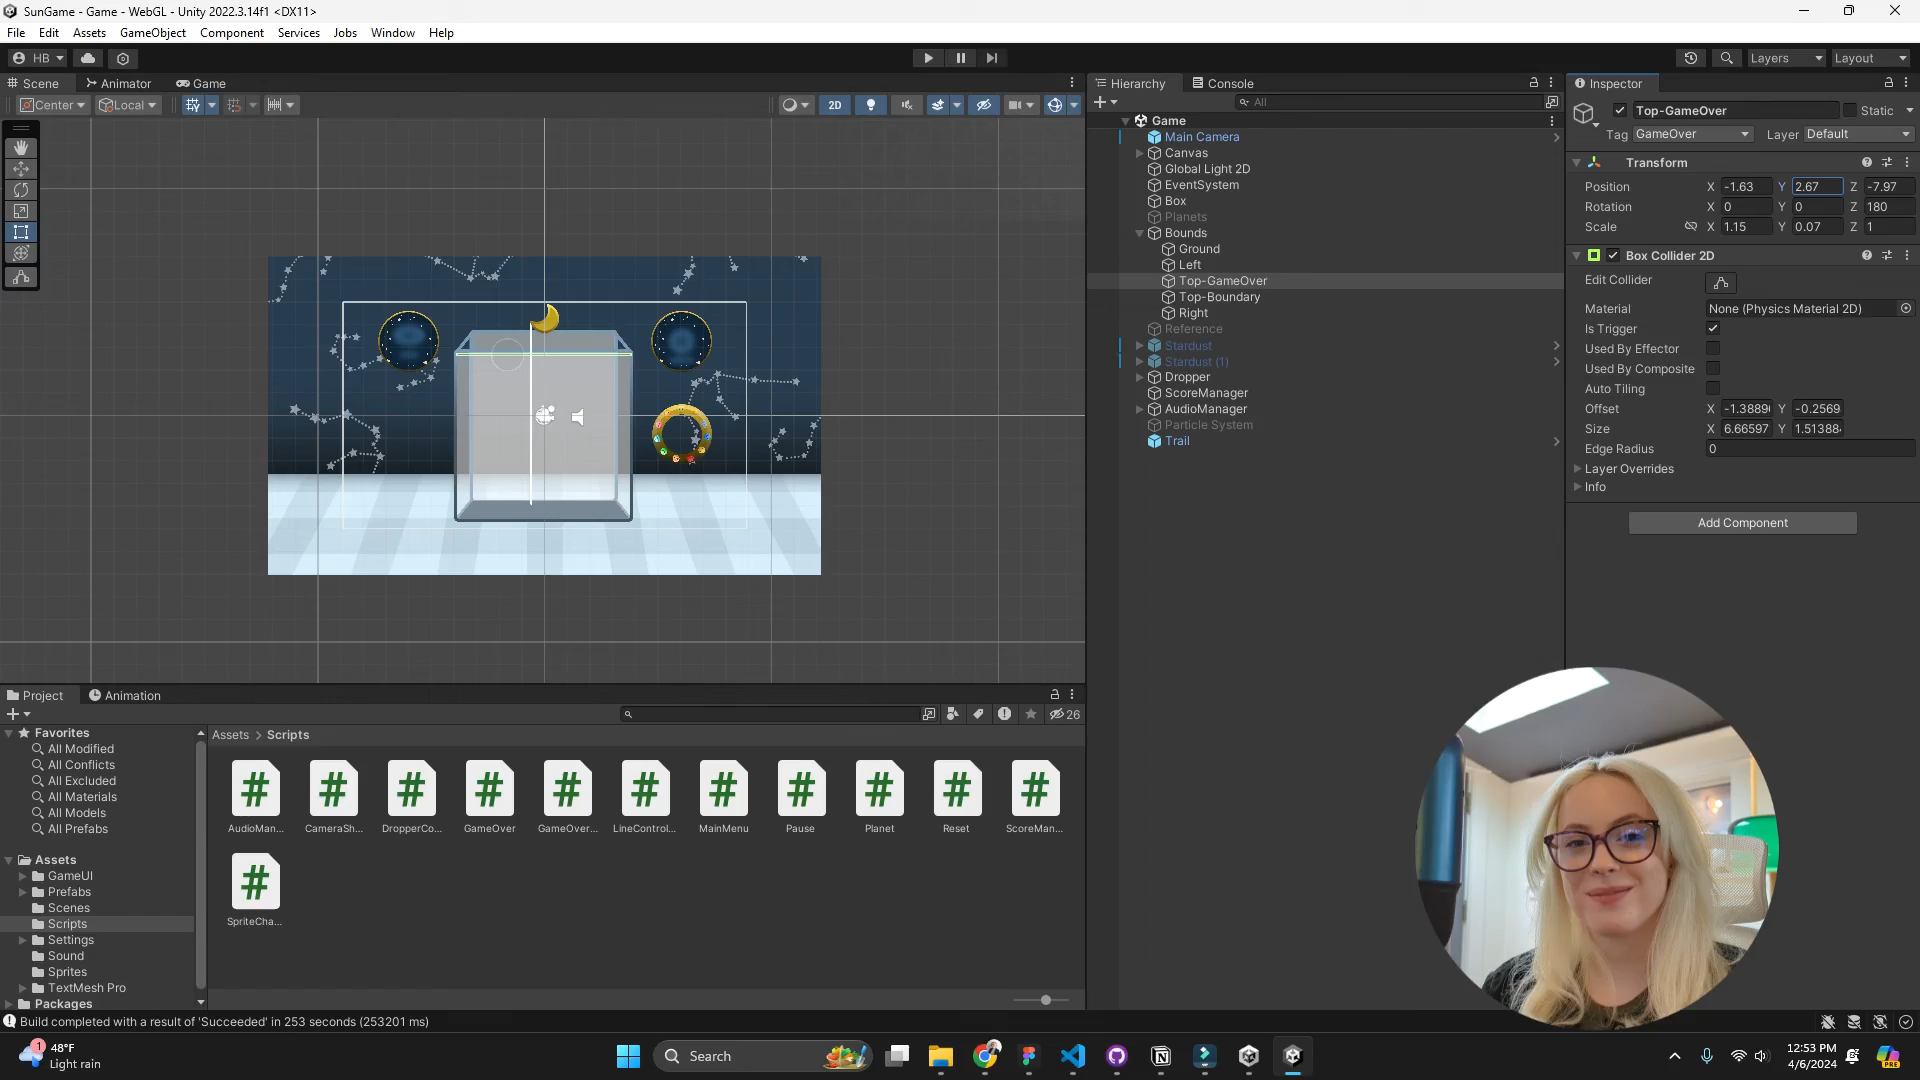 SunGame - Game - WebGL - Unity 2022.3.14f1 <DX11>
File Edit Assets GameObject Component Services Jobs Window Help
HB Layers Layout
Scene Animator Game
Center Local 2D
Hierarchy Console
All
Game
Main Camera
Canvas
Global Light 2D
EventSystem
Box
Planets
Bounds
Ground
Left
Top-GameOver
Top-Boundary
Right
Reference
Stardust
Stardust (1)
Dropper
ScoreManager
AudioManager
Particle System
Trail
Inspector
Top-GameOver Static
Tag GameOver Layer Default
Transform
Position X -1.63 Y 2.67 Z -7.97
Rotation X 0 Y 0 Z 180
Scale X 1.15 Y 0.07 Z 1
Box Collider 2D
Edit Collider
Material None (Physics Material 2D)
Is Trigger
Used By Effector
Used By Composite
Auto Tiling
Offset X -1.3889 Y -0.2569
Size X 6.66597 Y 1.51388
Edge Radius 0
Layer Overrides
Info
Add Component
Project Animation
26
Favorites
All Modified
All Conflicts
All Excluded
All Materials
All Models
All Prefabs
Assets
GameUI
Prefabs
Scenes
Scripts
Settings
Sound
Sprites
TextMesh Pro
Packages
Assets > Scripts
# # # # # # # # # # #
AudioMan... CameraSh... DropperCo... GameOver GameOver... LineControl... MainMenu Pause Planet Reset ScoreMan...
#
SpriteCha...
Build completed with a result of 'Succeeded' in 253 seconds (253201 ms)
1
48°F
Light rain
Search
12:53 PM
4/6/2024
PRE